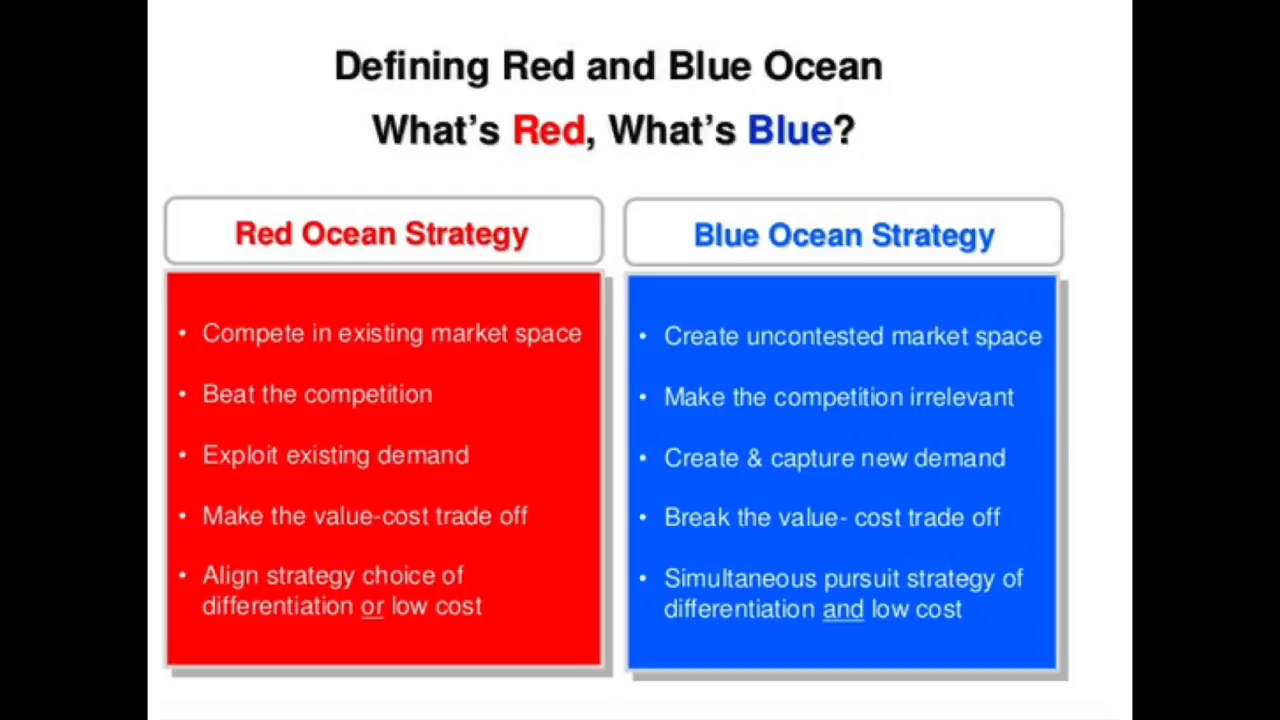 Defining Red and Blue Ocean
What's Red, What's Blue?
Red Ocean Strategy
• Compete in existing market space
• Beat the competition
• Exploit existing demand
• Make the value-cost trade off
• Align strategy choice of
differentiation or low cost
Blue Ocean Strategy
• Create uncontested market space
• Make the competition irrelevant
• Create & capture new demand
• Break the value- cost trade off
• Simultaneous pursuit strategy of
differentiation and low cost